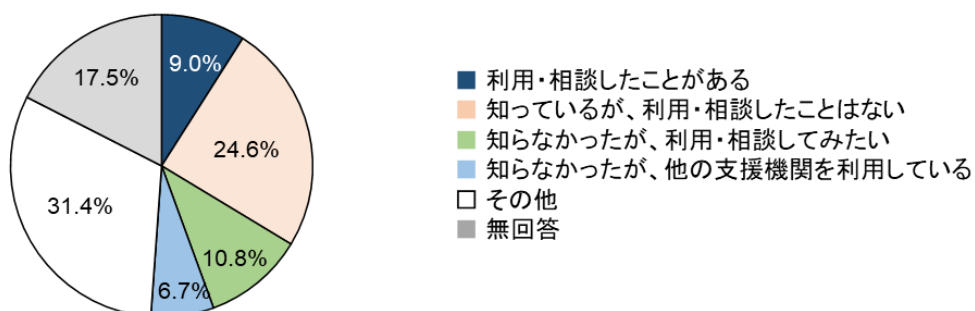 9.0%
17.5%
24.6%
31.4%
10.8%
6.7%
利用・相談したことがある
知っているが、利用・相談したことはない
知らなかったが、利用・相談してみたい
知らなかったが、他の支援機関を利用している
その他
無回答